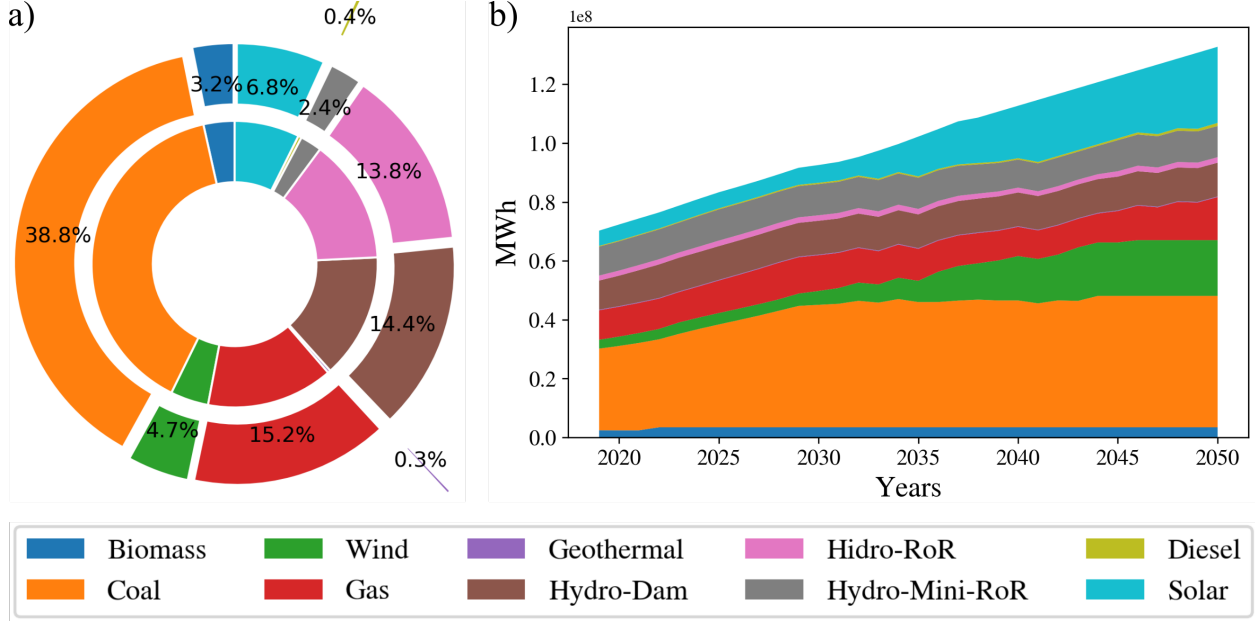 a)
0.4%
3.2%
6.8%
2.4%
13.8%
38.8%
14.4%
4.7%
15.2%
0.3%
b)
1e8
MWh
1.2
1.0
0.8
0.6
0.4
0.2
0.0
2020 2025 2030 2035 2040 2045 2050
Years
Biomass Wind Geothermal Hidro-RoR Diesel
Coal Gas Hydro-Dam Hydro-Mini-RoR Solar